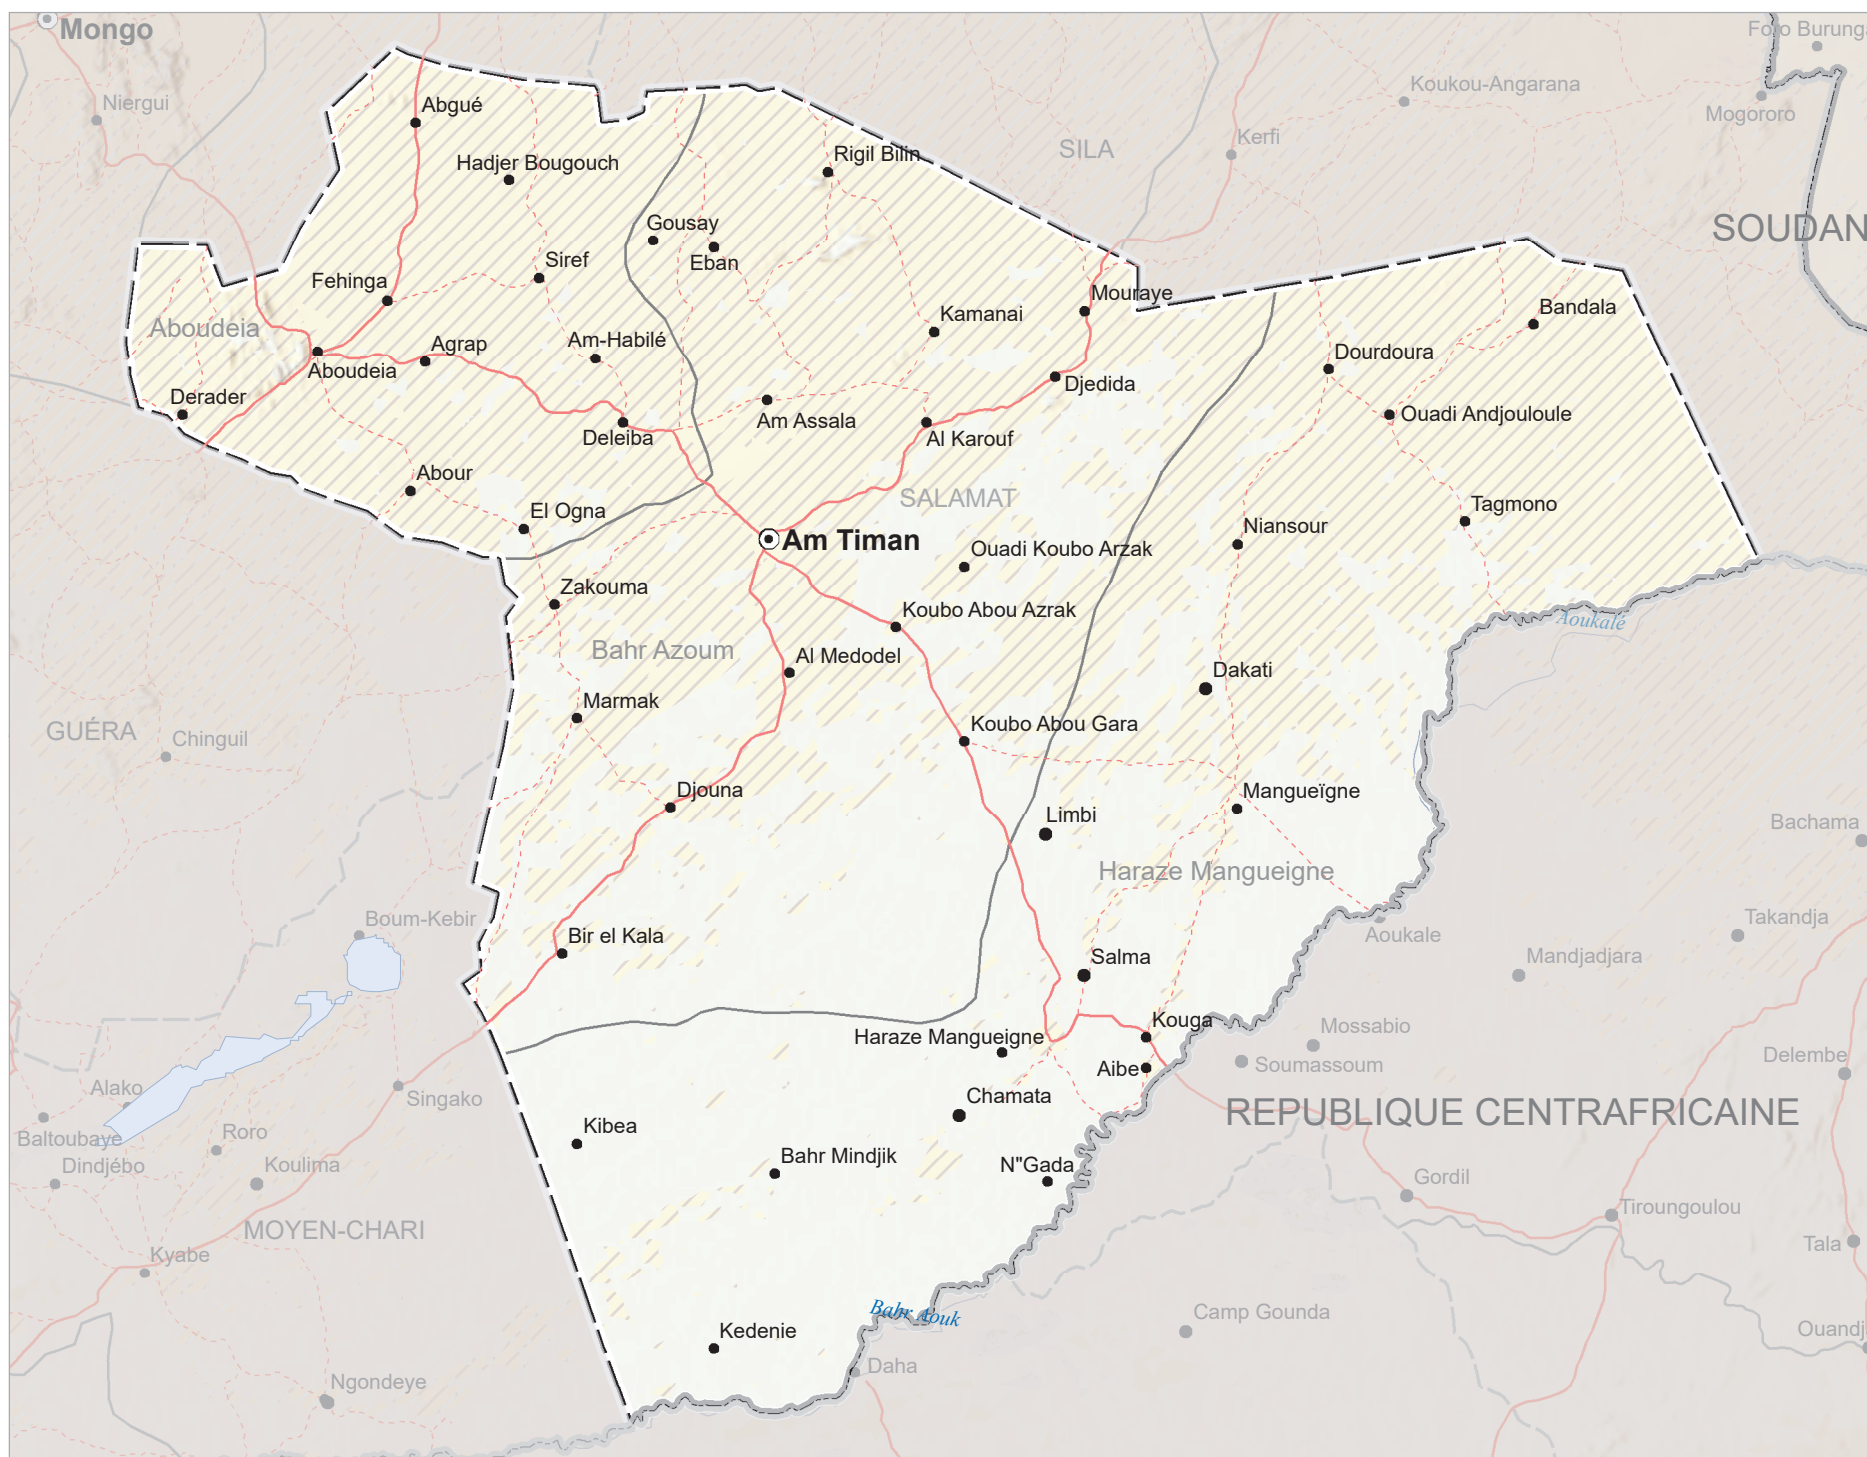 Mongo
Foro Burunga
Koukou-Angarana
Niergui
Abgué
Mogororo
Kerfi
SILA
Rigil Bilin
Hadjer Bougouch
Gousay
SOUDAN
Siref
Eban
Fehinga
Mouraye
Bandala
Kamanai
Aboudeia
Am-Habilé
Agrap
Dourdoura
Aboudeia
Djedida
Derader
Ouadi Andjouloule
Am Assala
Deleiba
Al Karouf
Abour
SALAMAT
Tagmono
El Ogna
Niansour
Am Timan
Ouadi Koubo Arzak
Zakouma
Koubo Abou Azrak
Aoukalé
Bahr Azoum
Al Medodel
Dakati
Marmak
Koubo Abou Gara
GUÉRA
Chinguil
Djouna
Mangueïgne
Limbi
Bachama
Haraze Mangueigne
Boum-Kebir
Takandja
Bir el Kala
Aoukale
Salma
Mandjadjara
Kouga
Mossabio
Haraze Mangueigne
Delembe
Soumassoum
Aibe
Alako
Singako
Chamata
REPUBLIQUE CENTRAFRICAINE
Kibea
Roro
Baltoubaye
Bahr Mindjik
Dindjébo
Koulima
N"Gada
Gordil
Tiroungoulou
MOYEN-CHARI
Tala
Kyabe
Bahr Aouk
Camp Gounda
Kedenie
Ouandj
Daha
Ngondeye